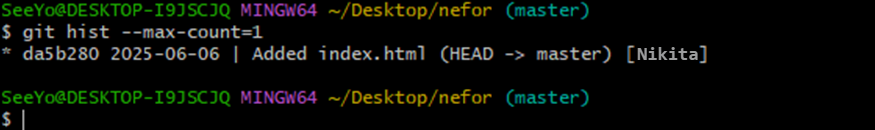 SeeYo@DESKTOP-I9JSCJQ MINGW64 ~/Desktop/nefor (master)
$ git hist --max-count=1
* da5b280 2025-06-06 | Added index.html (HEAD -> master) [Nikita]
SeeYo@DESKTOP-I9JSCJQ MINGW64 ~/Desktop/nefor (master)
$